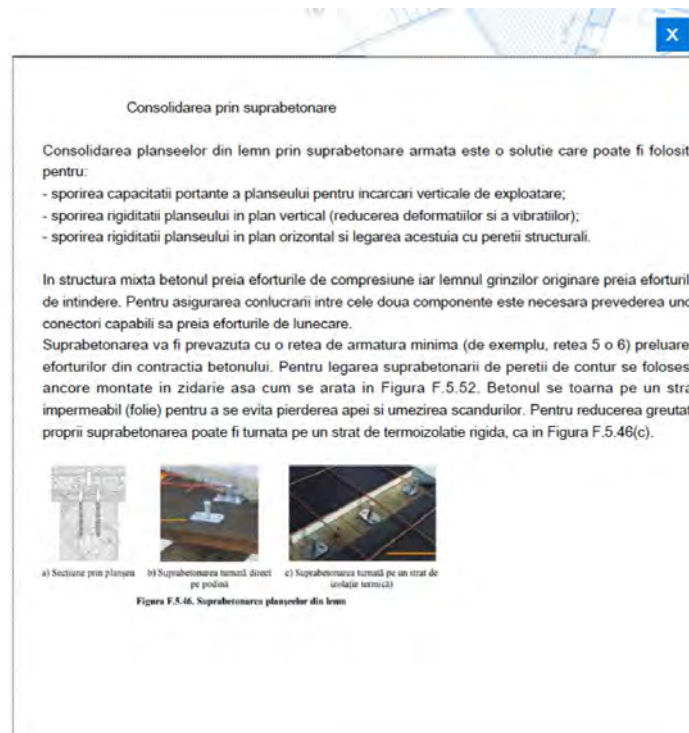 X
Consolidarea prin suprabetonare
Consolidarea planseelor din lemn prin suprabetonare armata este o solutie care poate fi folosit
pentru:
- sporirea capacitatii portante a planseului pentru incarcari verticale de exploatare;
- sporirea rigiditatii planseului in plan vertical (reducerea deformatiilor si a vibratiilor);
- sporirea rigiditatii planseului in plan orizontal si legarea acestuia cu peretii structurali.
In structura mixta betonul preia eforturile de compresiune iar lemnul grinzilor originare preia eforturil
de intindere. Pentru asigurarea conlucrarii intre cele doua componente este necesara prevederea uno
conectori capabili sa preia eforturile de lunecare.
Suprabetonarea va fi prevazuta cu o retea de armatura minima (de exemplu, retea 5 o 6) preluare
eforturilor din contractia betonului. Pentru legarea suprabetonarii de peretii de contur se foloses
ancore montate in zidarie asa cum se arata in Figura F.5.52. Betonul se toarna pe un stra
impermeabil (folie) pentru a se evita pierderea apei si umezirea scandurilor. Pentru reducerea greutat
proprii suprabetonarea poate fi turnata pe un strat de termoizolatie rigida, ca in Figura F.5.46(c).
a) Secțiune prin planșeu b) Suprabetonarea turnată direct c) Suprabetonarea turnată pe un strat de
pe podină izolație termică)
Figura F.5.46. Suprabetonarea planșeelor din lemn